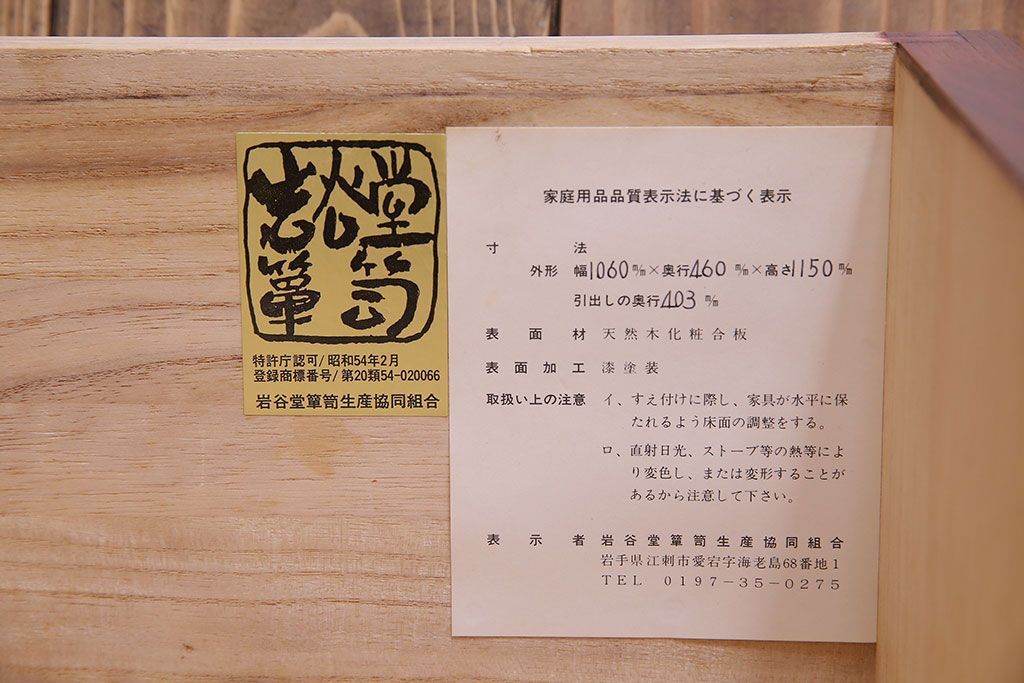 岩谷堂
箪笥
特許庁認可/昭和54年2月
登録商標番号/第20類54-020066
岩谷堂簞笥生産協同組合
家庭用品品質表示法に基づく表示
寸法
外形 幅1060m/m×奥行460m/m×高さ1150m/m
引出しの奥行403m/m
表面材 天然木化粧合板
表面加工 漆塗装
取扱い上の注意 イ、すえ付けに際し、家具が水平に保
たれるよう床面の調整をする。
ロ、直射日光、ストーブ等の熱等によ
り変色し、または変形することが
あるから注意して下さい。
表示者 岩谷堂簞笥生産協同組合
岩手県江刺市愛宕字海老島68番地1
TEL 0197-35-0275